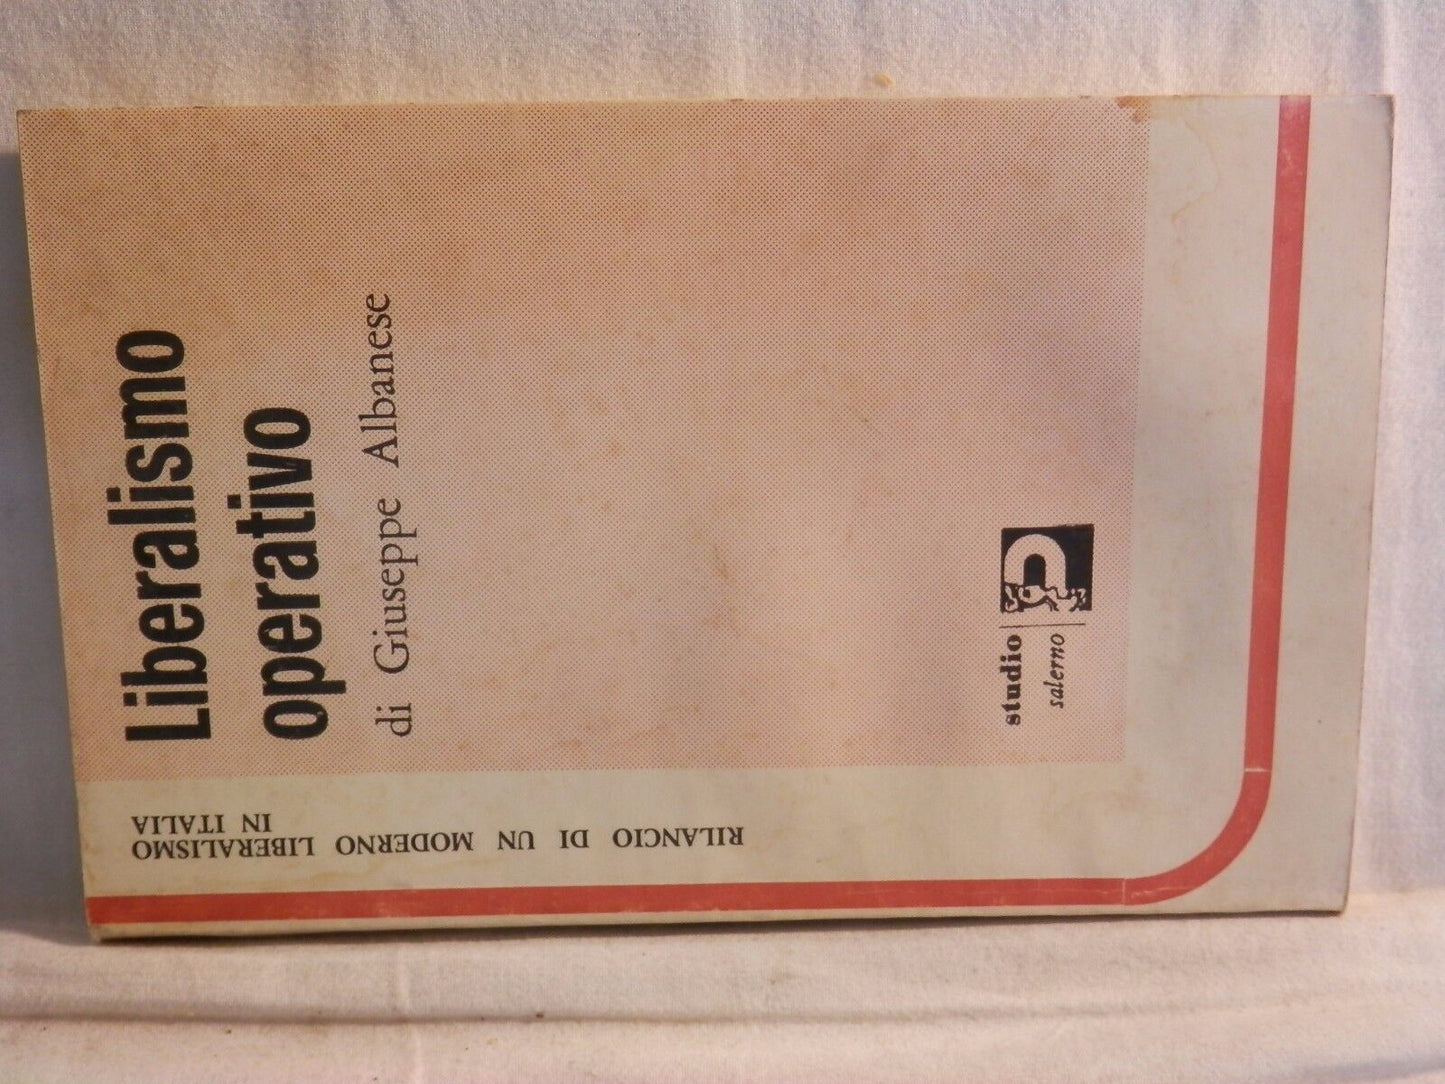 Liberalismo
operativo
di Giuseppe Albanese
studio
salerno
RILANCIO DI UN MODERNO LIBERALISMO
IN ITALIA